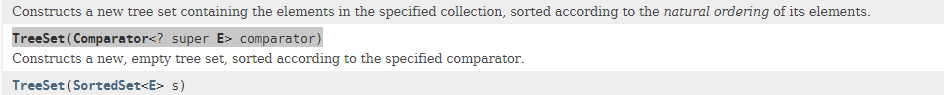 Constructs a new tree set containing the elements in the specified collection, sorted according to the natural ordering of its elements.
TreeSet(Comparator<? super E> comparator)
Constructs a new, empty tree set, sorted according to the specified comparator.
TreeSet(SortedSet<E> s)